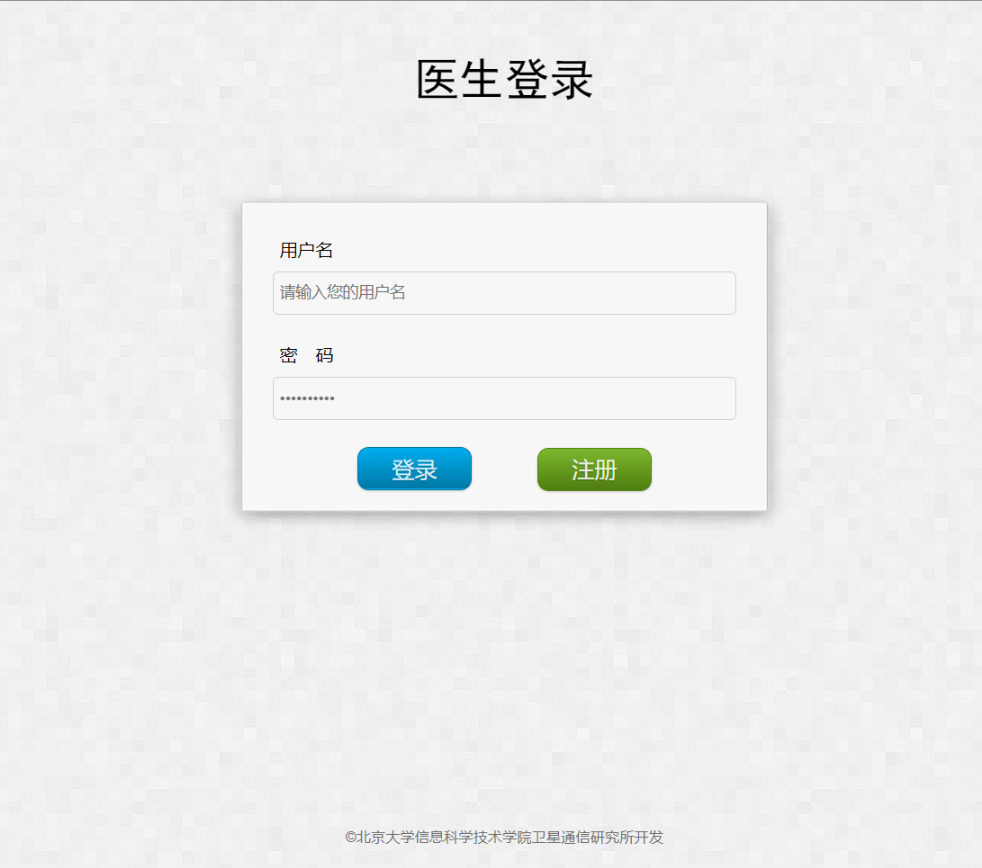 医生登录
用户名
请输入您的用户名
密　码
••••••••••
登录 注册
©北京大学信息科学技术学院卫星通信研究所开发